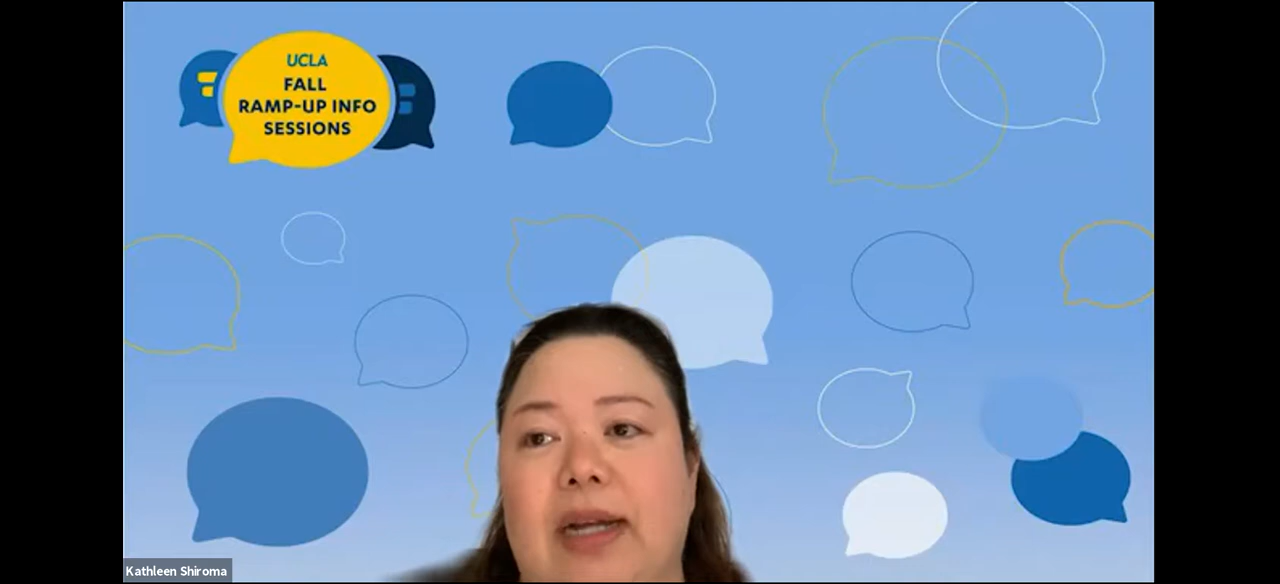 UCLA
FALL
RAMP-UP INFO
SESSIONS
Kathleen Shiroma